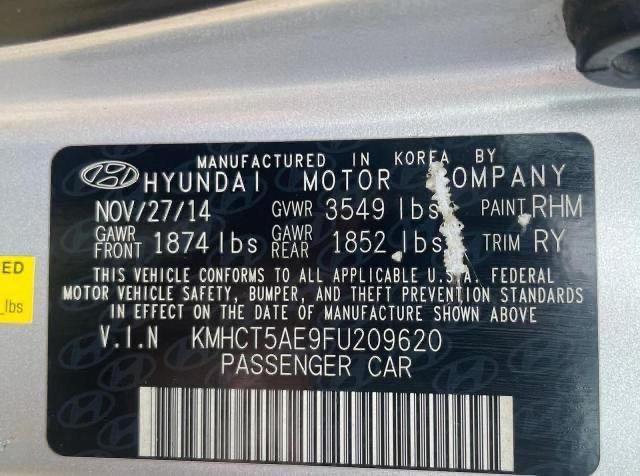 MANUFACTURED IN KOREA BY
HYUNDAI MOTOR COMPANY
NOV/27/14 GVWR 3549 lbs PAINT RHM
GAWR FRONT 1874 lbs GAWR REAR 1852 lbs TRIM RY
THIS VEHICLE CONFORMS TO ALL APPLICABLE U.S.A. FEDERAL
MOTOR VEHICLE SAFETY, BUMPER, AND THEFT PREVENTION STANDARDS
IN EFFECT ON THE DATE OF MANUFACTURE SHOWN ABOVE
V.I.N KMHCT5AE9FU209620
PASSENGER CAR
ED
lbs